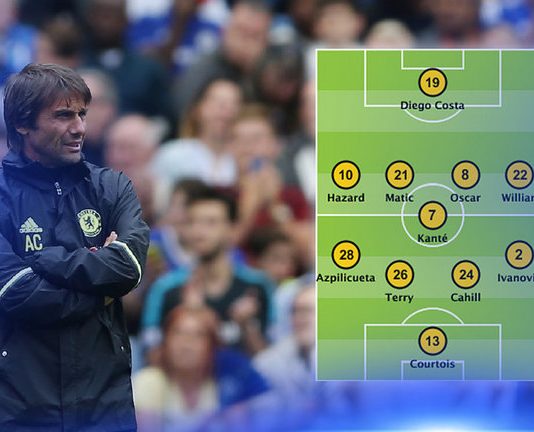 19
Diego Costa
10 21 8 22
Hazard Matic Oscar Willian
7
Kanté
28 2
Azpilicueta Ivanovi
26 24
Terry Cahill
13
Courtois
AC